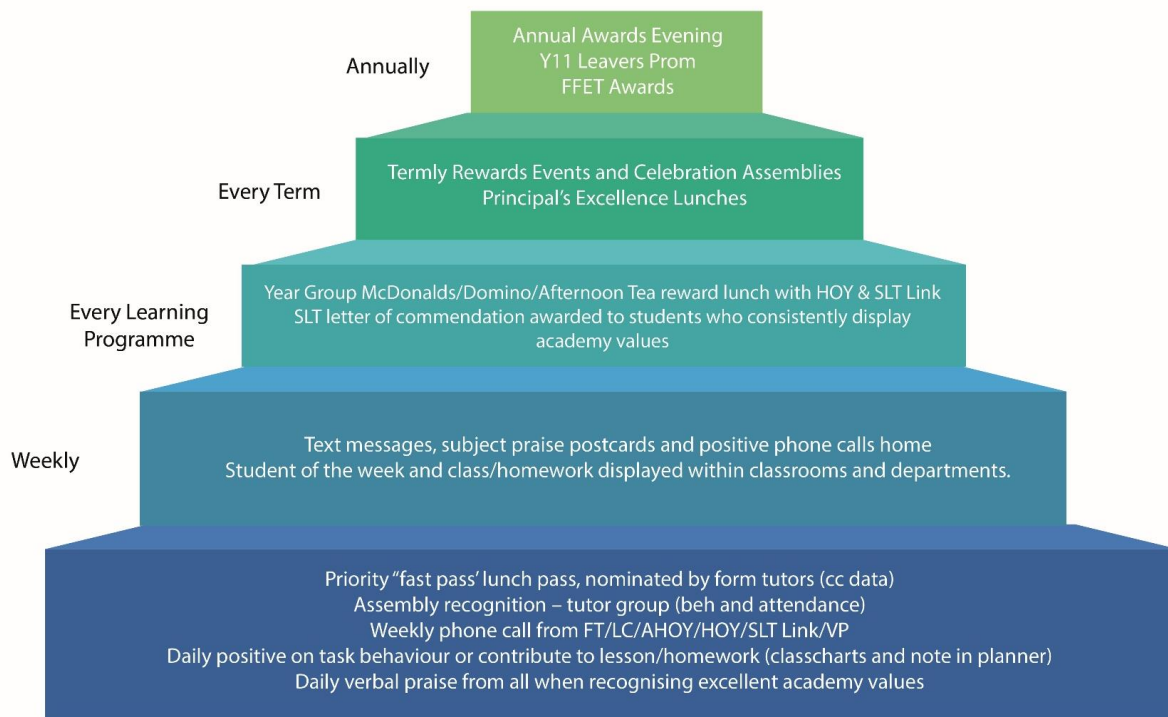 Annually
Annual Awards Evening
Y11 Leavers Prom
FFET Awards
Every Term
Termly Rewards Events and Celebration Assemblies
Principal's Excellence Lunches
Every Learning
Programme
Year Group McDonalds/Domino/Afternoon Tea reward lunch with HOY & SLT Link
SLT letter of commendation awarded to students who consistently display
academy values
Weekly
Text messages, subject praise postcards and positive phone calls home
Student of the week and class/homework displayed within classrooms and departments.
Priority “fast pass’ lunch pass, nominated by form tutors (cc data)
Assembly recognition – tutor group (beh and attendance)
Weekly phone call from FT/LC/AHOY/HOY/SLT Link/VP
Daily positive on task behaviour or contribute to lesson/homework (classcharts and note in planner)
Daily verbal praise from all when recognising excellent academy values